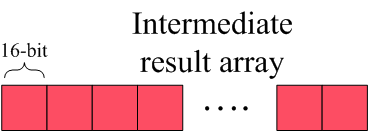 Intermediate
16-bit
result array
....